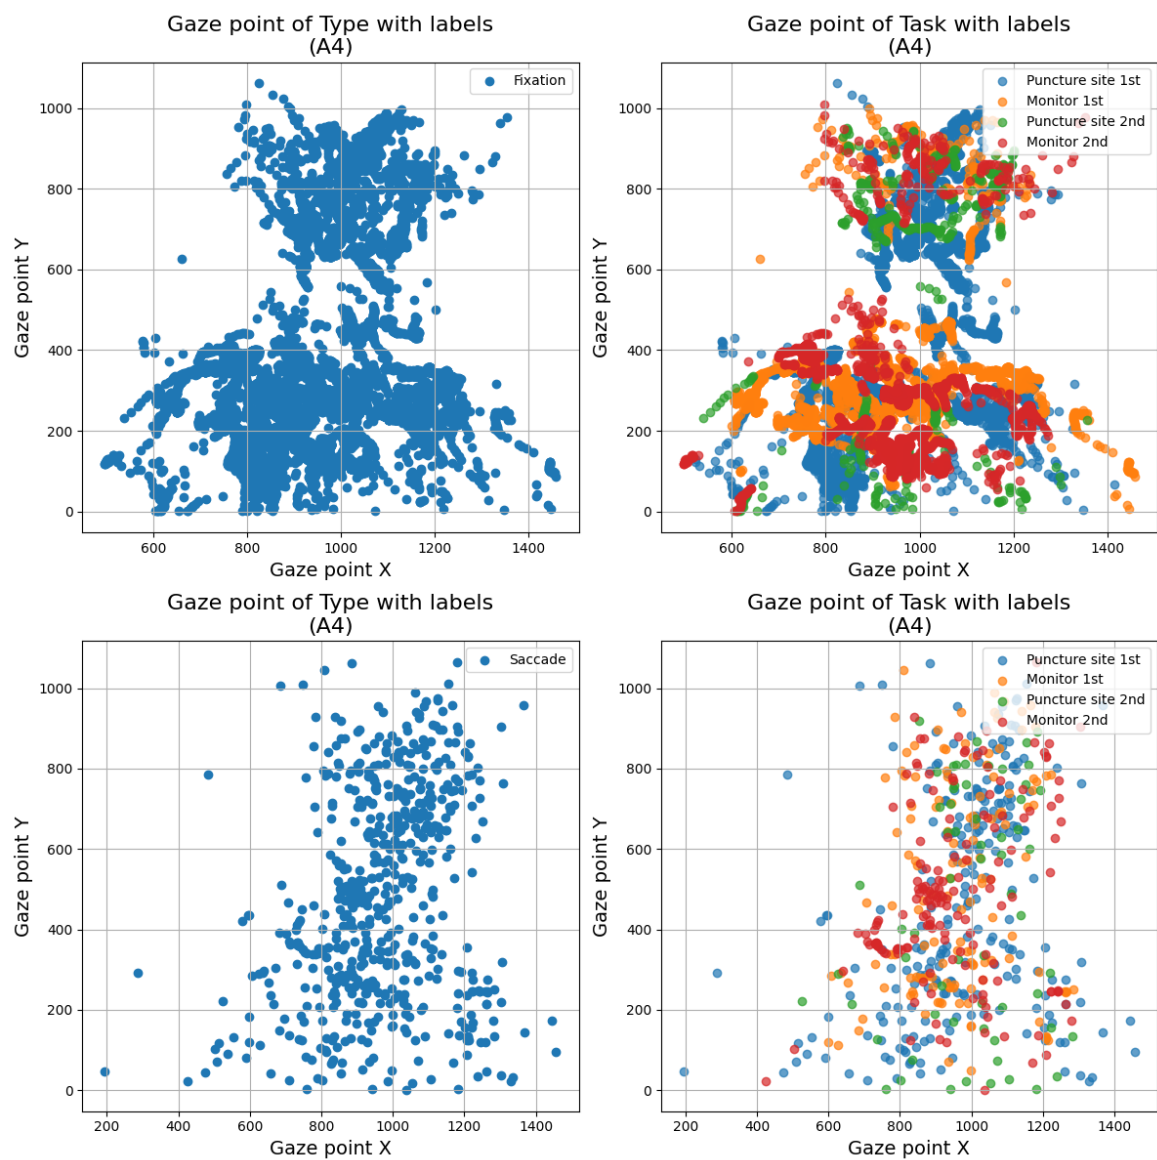 Gaze point of Type with labels
(A4)
Fixation
1000
800
600
400
200
0
Gaze point Y
600
800
1000
1200
1400
Gaze point X
Gaze point of Task with labels
(A4)
Puncture site 1st
Monitor 1st
Puncture site 2nd
Monitor 2nd
1000
800
600
400
200
0
Gaze point Y
600
800
1000
1200
1400
Gaze point X
Gaze point of Type with labels
(A4)
Saccade
1000
800
600
400
200
0
Gaze point Y
200
400
600
800
1000
1200
1400
Gaze point X
Gaze point of Task with labels
(A4)
Puncture site 1st
Monitor 1st
Puncture site 2nd
Monitor 2nd
1000
800
600
400
200
0
Gaze point Y
200
400
600
800
1000
1200
1400
Gaze point X